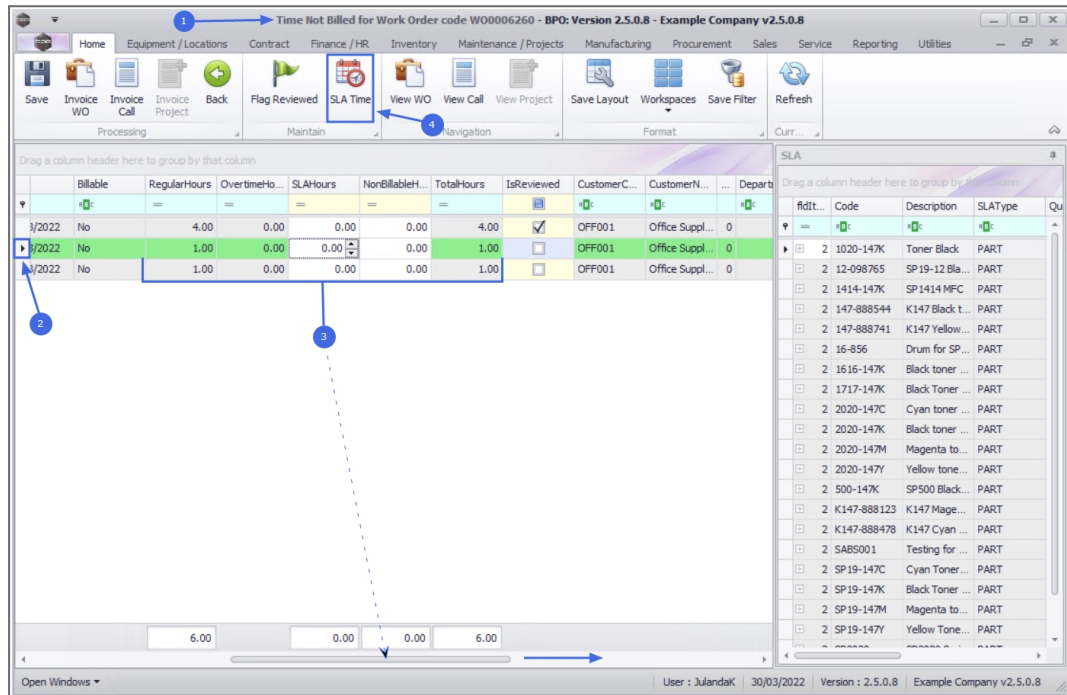 1
Time Not Billed for Work Order code WO0006260 - BPO: Version 2.5.0.8 - Example Company v2.5.0.8
Home Equipment / Locations Contract Finance / HR Inventory Maintenance / Projects Manufacturing Procurement Sales Service Reporting Utilities
Save Invoice WO Invoice Call Invoice Project Back Flag Reviewed SLA Time View WO View Call View Project Save Layout Workspaces Save Filter Refresh
4
Processing Maintain Navigation Format Curr...
Drag a column header here to group by that column
Billable RegularHours OvertimeHo... SLAHours NonBillableH... TotalHours IsReviewed CustomerC... CustomerN... ... Departm
3/2022 No 4.00 0.00 0.00 0.00 4.00 OFF001 Office Suppl... 0
3/2022 No 1.00 0.00 0.00 0.00 1.00 OFF001 Office Suppl... 0
3/2022 No 1.00 0.00 0.00 0.00 1.00 OFF001 Office Suppl... 0
2
3
6.00 0.00 0.00 6.00
SLA
Drag a column header here to group by that column
fldIt... Code Description SLAType Qu
2 1020-147K Toner Black PART
2 12-098765 SP19-12 Bla... PART
2 1414-147K SP1414 MFC PART
2 147-888544 K147 Black t... PART
2 147-888741 K147 Yellow... PART
2 16-856 Drum for SP... PART
2 1616-147K Black toner ... PART
2 1717-147K Black Toner ... PART
2 2020-147C Cyan toner ... PART
2 2020-147K Black toner ... PART
2 2020-147M Magenta to... PART
2 2020-147Y Yellow tone... PART
2 500-147K SP500 Black... PART
2 K147-888123 K147 Mage... PART
2 K147-888478 K147 Cyan ... PART
2 SABS001 Testing for ... PART
2 SP19-147C Cyan Toner... PART
2 SP19-147K Black Toner ... PART
2 SP19-147M Magenta to... PART
2 SP19-147Y Yellow Tone... PART
Open Windows User : JulandaK 30/03/2022 Version : 2.5.0.8 Example Company v2.5.0.8